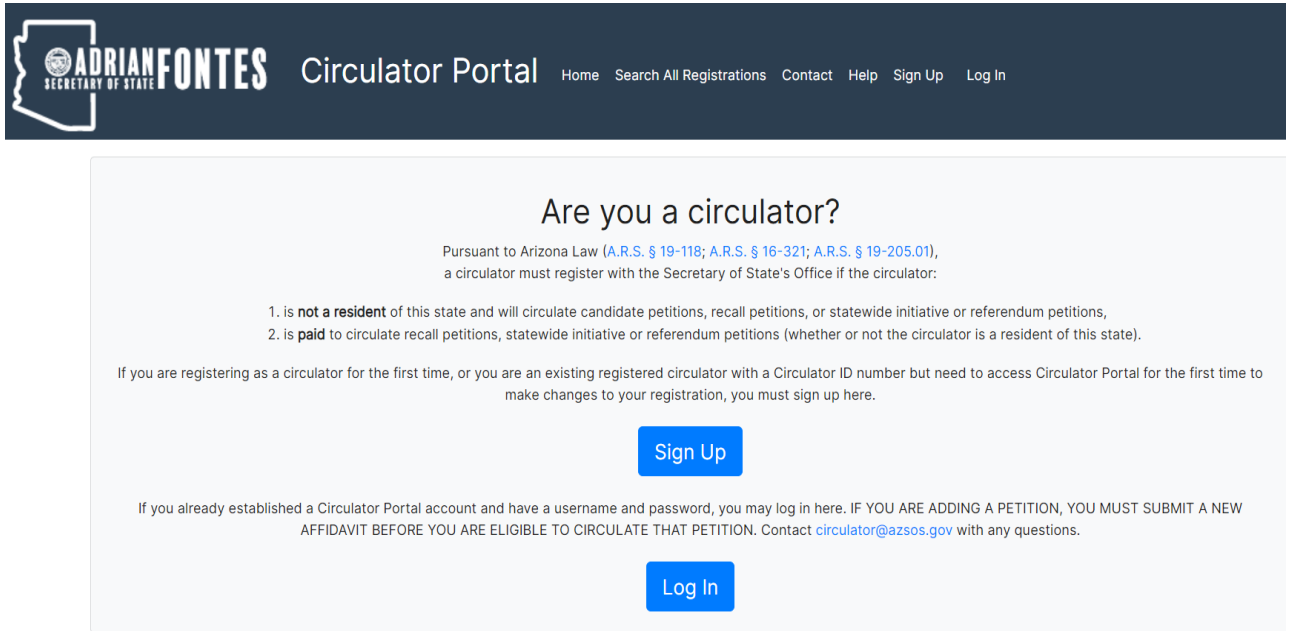 ADRIAN FONTES
SECRETARY OF STATE
Circulator Portal
Home Search All Registrations Contact Help Sign Up Log In
Are you a circulator?
Pursuant to Arizona Law (A.R.S. § 19-118; A.R.S. § 16-321; A.R.S. § 19-205.01),
a circulator must register with the Secretary of State's Office if the circulator:
1. is not a resident of this state and will circulate candidate petitions, recall petitions, or statewide initiative or referendum petitions,
2. is paid to circulate recall petitions, statewide initiative or referendum petitions (whether or not the circulator is a resident of this state).
If you are registering as a circulator for the first time, or you are an existing registered circulator with a Circulator ID number but need to access Circulator Portal for the first time to
make changes to your registration, you must sign up here.
Sign Up
If you already established a Circulator Portal account and have a username and password, you may log in here. IF YOU ARE ADDING A PETITION, YOU MUST SUBMIT A NEW
AFFIDAVIT BEFORE YOU ARE ELIGIBLE TO CIRCULATE THAT PETITION. Contact circulator@azsos.gov with any questions.
Log In